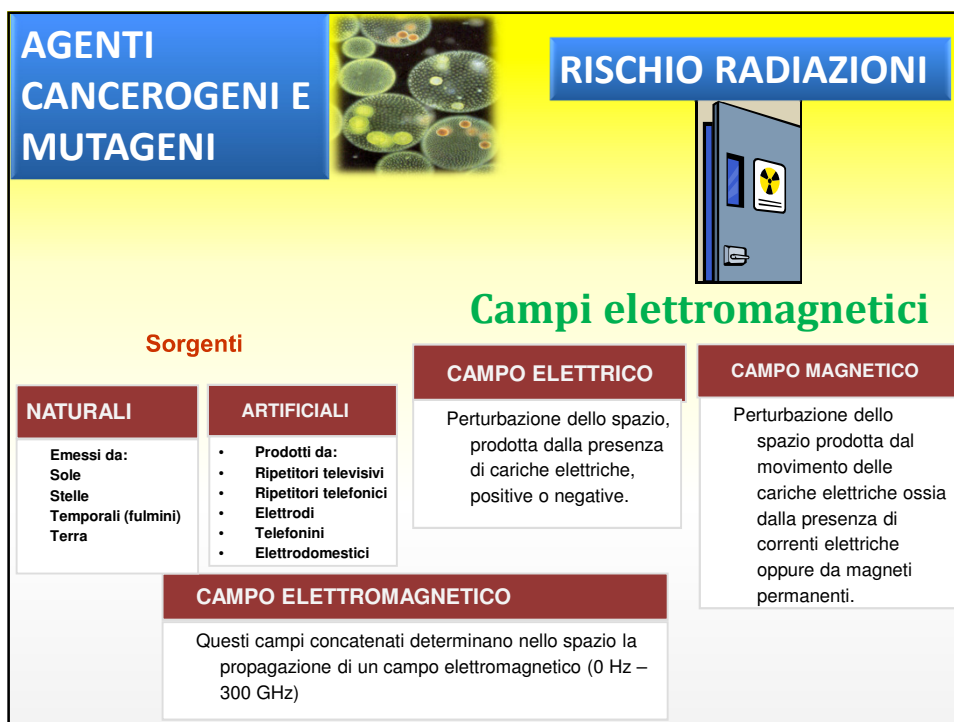 AGENTI
CANCEROGENI E
MUTAGENI
RISCHIO RADIAZIONI
Campi elettromagnetici
Sorgenti
NATURALI
Emessi da:
Sole
Stelle
Temporali (fulmini)
Terra
ARTIFICIALI
• Prodotti da:
• Ripetitori televisivi
• Ripetitori telefonici
• Elettrodi
• Telefonini
• Elettrodomestici
CAMPO ELETTRICO
Perturbazione dello spazio,
prodotta dalla presenza
di cariche elettriche,
positive o negative.
CAMPO MAGNETICO
Perturbazione dello
spazio prodotta dal
movimento delle
cariche elettriche ossia
dalla presenza di
correnti elettriche
oppure da magneti
permanenti.
CAMPO ELETTROMAGNETICO
Questi campi concatenati determinano nello spazio la
propagazione di un campo elettromagnetico (0 Hz –
300 GHz)